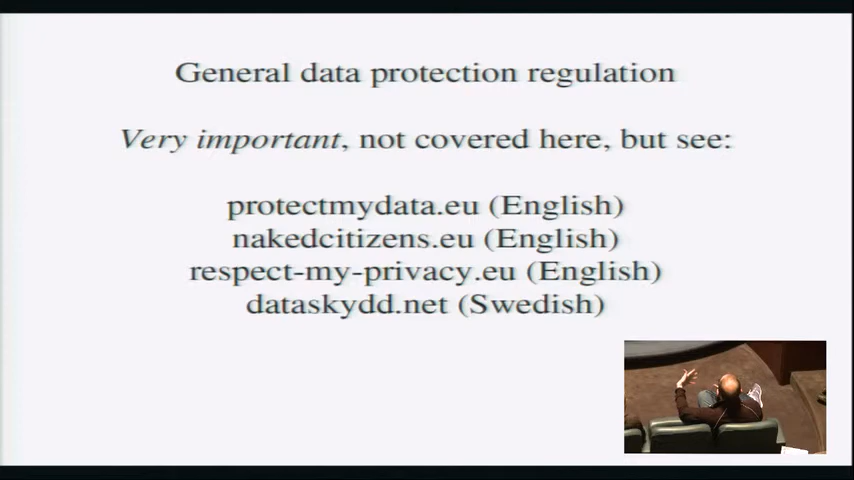 General data protection regulation
Very important, not covered here, but see:
protectmydata.eu (English)
nakedcitizens.eu (English)
respect-my-privacy.eu (English)
dataskydd.net (Swedish)